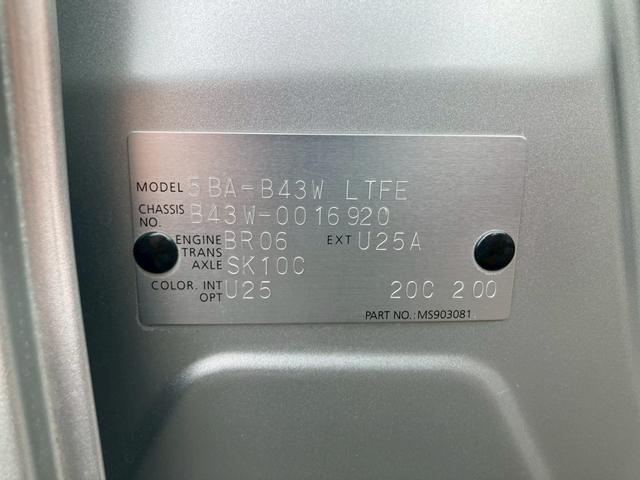 MODEL 5BA-B43W LTFE
CHASSIS NO. B43W-0016920
ENGINE BR06 EXT U25A
TRANS AXLE SK10C
COLOR. INT OPT U25 20C 200
PART NO.: MS903081